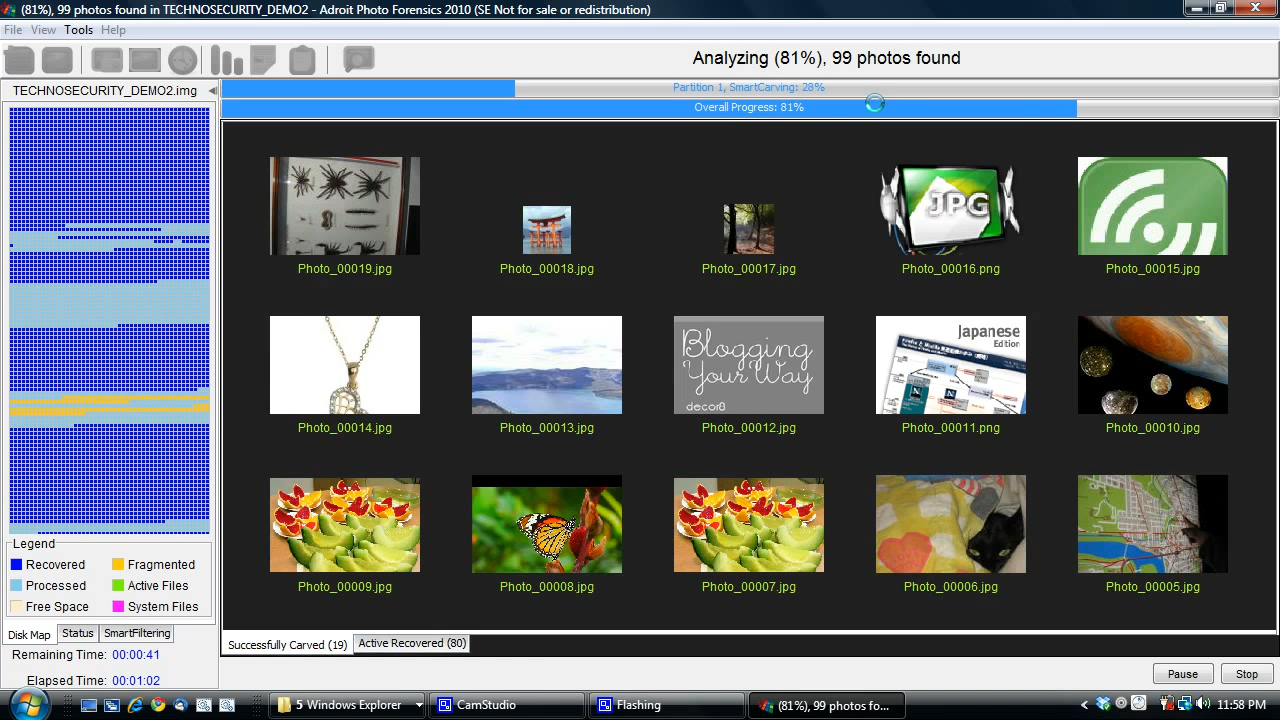 (81%), 99 photos found in TECHNOSECURITY_DEMO2 - Adroit Photo Forensics 2010 (SE Not for sale or redistribution)
File View Tools Help
Analyzing (81%), 99 photos found
TECHNOSECURITY_DEMO2.img
Partition 1, SmartCarving: 28%
Overall Progress: 81%
JPG
Photo_00019.jpg Photo_00018.jpg Photo_00017.jpg Photo_00016.png Photo_00015.jpg
Blogging
Your Way
decor8
Japanese
Edition
Photo_00014.jpg Photo_00013.jpg Photo_00012.jpg Photo_00011.png Photo_00010.jpg
Photo_00009.jpg Photo_00008.jpg Photo_00007.jpg Photo_00006.jpg Photo_00005.jpg
Legend
Recovered Fragmented
Processed Active Files
Free Space System Files
Disk Map Status SmartFiltering
Successfully Carved (19) Active Recovered (80)
Remaining Time: 00:00:41
Elapsed Time: 00:01:02
Pause Stop
5 Windows Explorer CamStudio Flashing (81%), 99 photos fo... 11:58 PM